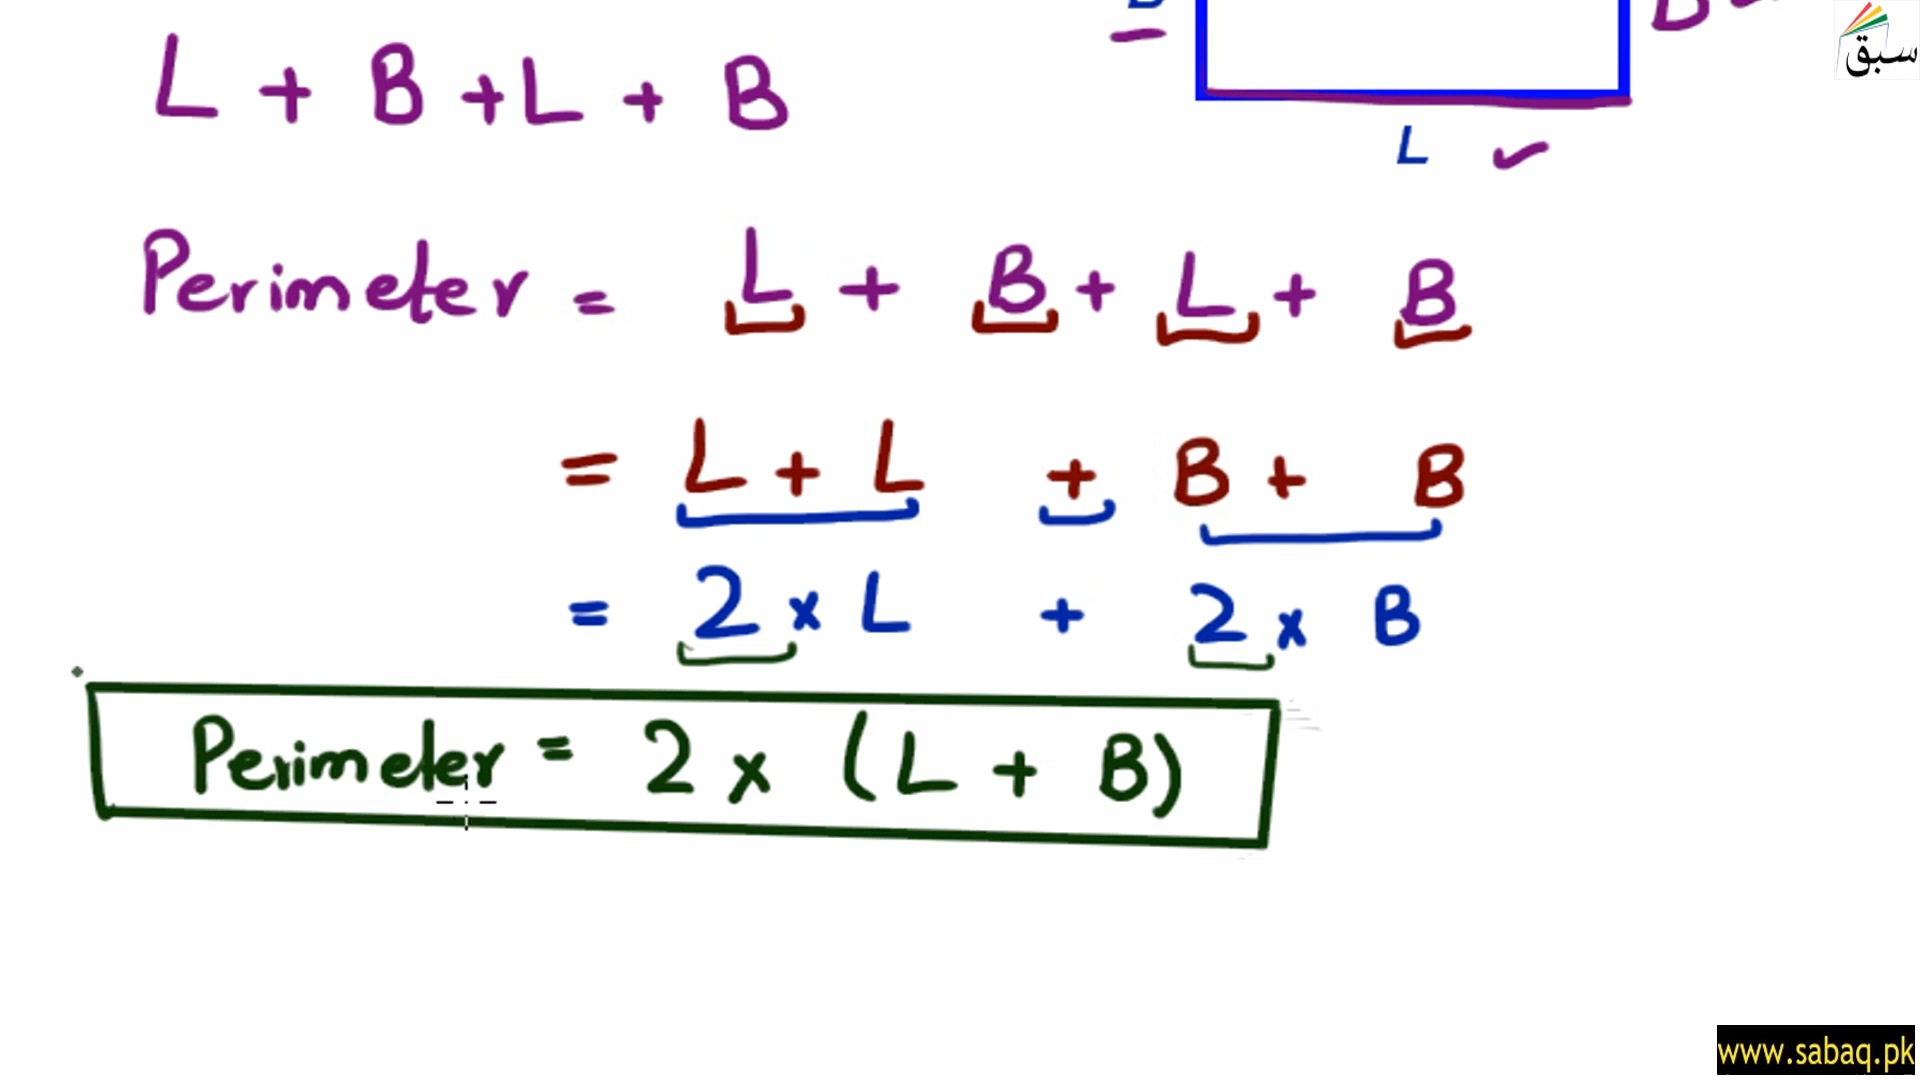 B
سبق
L + B + L + B
L
Perimeter = L + B + L + B
= L + L + B + B
= 2 x L + 2 x B
Perimeter = 2 x (L + B)
www.sabaq.pk